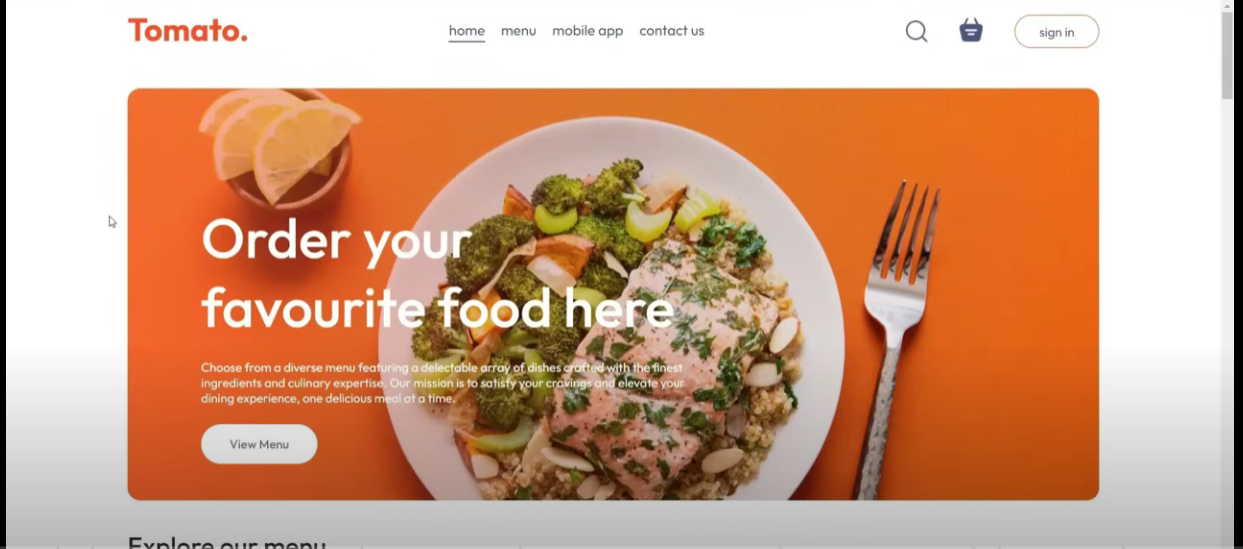 Tomato.
home menu mobile app contact us
sign in
Order your
favourite food here
Choose from a diverse menu featuring a delectable array of dishes crafted with the finest
ingredients and culinary expertise. Our mission is to satisfy your cravings and elevate your
dining experience, one delicious meal at a time.
View Menu
Explore our menu